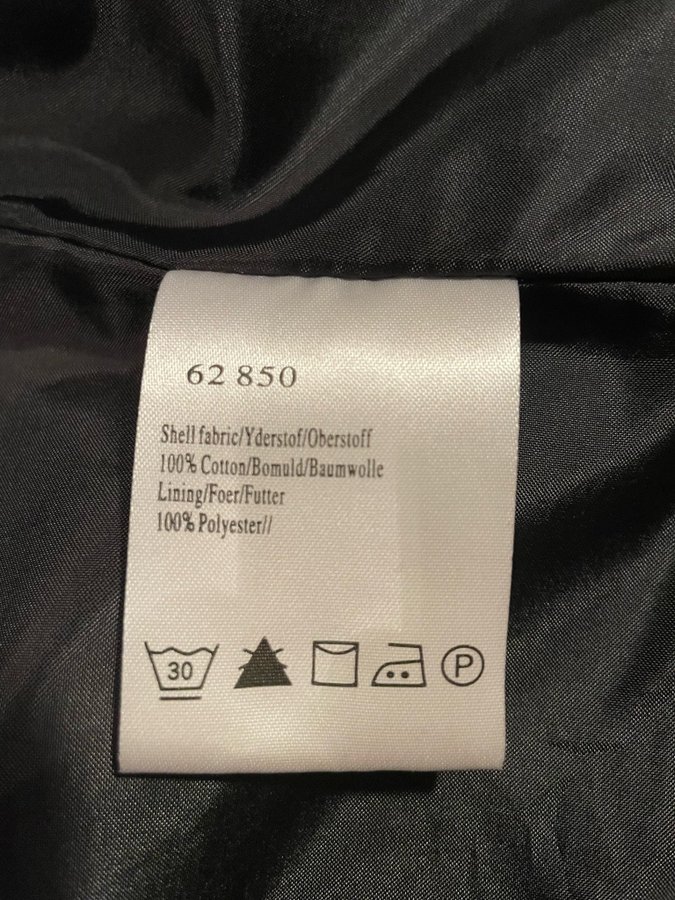 62 850
Shell fabric/Yderstof/Oberstoff
100% Cotton/Bomuld/Baumwolle
Lining/Foer/Futter
100% Polyester//
30
P